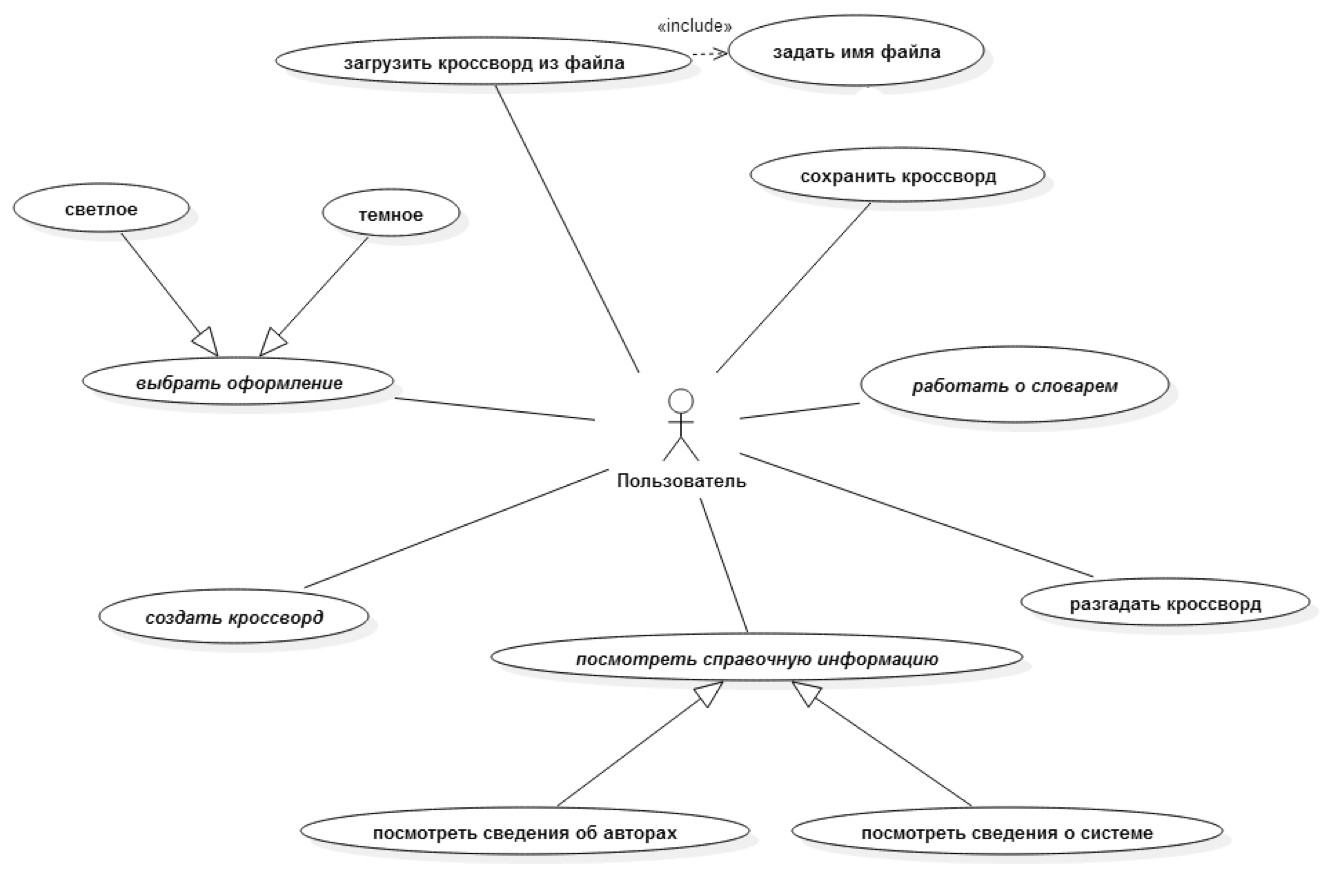 «include»
загрузить кроссворд из файла
задать имя файла
сохранить кроссворд
светлое
темное
выбрать оформление
работать о словарем
Пользователь
создать кроссворд
разгадать кроссворд
посмотреть справочную информацию
посмотреть сведения об авторах
посмотреть сведения о системе